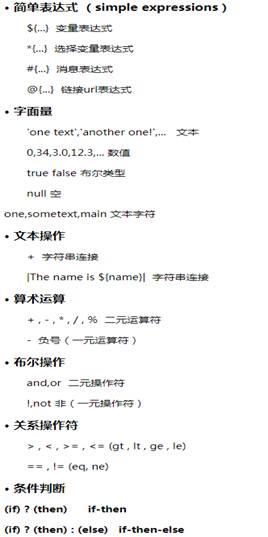 • 简单表达式 （simple expressions）
${...} 变量表达式
*{...} 选择变量表达式
#{...} 消息表达式
@{...} 链接url表达式
• 字面量
'one text','another one!',... 文本
0,34,3.0,12.3,... 数值
true false 布尔类型
null 空
one,sometext,main 文本字符
• 文本操作
+ 字符串连接
|The name is ${name}| 字符串连接
• 算术运算
+ , - , * , / , % 二元运算符
- 负号（一元运算符）
• 布尔操作
and,or 二元操作符
!,not 非（一元操作符）
• 关系操作符
> , < , >= , <= (gt , lt , ge , le)
== , != (eq, ne)
• 条件判断
(if) ? (then) if-then
(if) ? (then) : (else) if-then-else